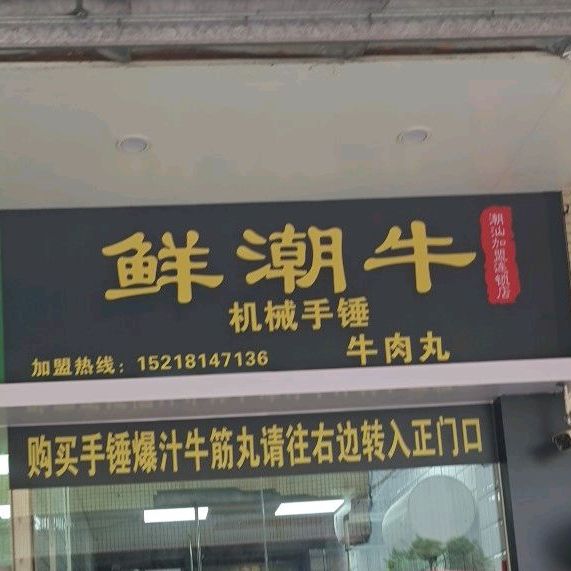 鲜潮牛
潮汕加盟连锁店
机械手锤
牛肉丸
加盟热线：15218147136
购买手锤爆汁牛筋丸请往右边转入正门口